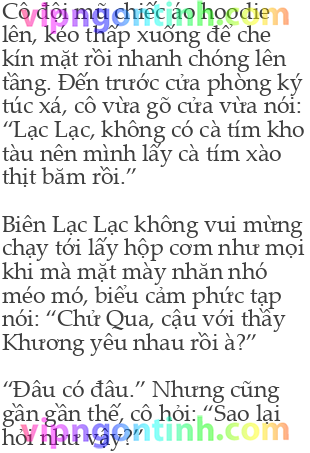 Cô đội mũ chiếc áo hoodie
lên, kéo thấp xuống để che
kín mặt rồi nhanh chóng lên
tầng. Đến trước cửa phòng ký
túc xá, cô vừa gõ cửa vừa nói:
“Lạc Lạc, không có cà tím kho
tàu nên mình lấy cà tím xào
thịt băm rồi.”
Biên Lạc Lạc không vui mừng
chạy tới lấy hộp cơm như mọi
khi mà mặt mày nhăn nhó
méo mó, biểu cảm phức tạp
nói: “Chử Qua, cậu với thầy
Khương yêu nhau rồi à?”
“Đâu có đâu.” Nhưng cũng
gần gần thế, cô hỏi: “Sao lại
hỏi như vậy?”
vipngontinh.com
vipngontinh.com